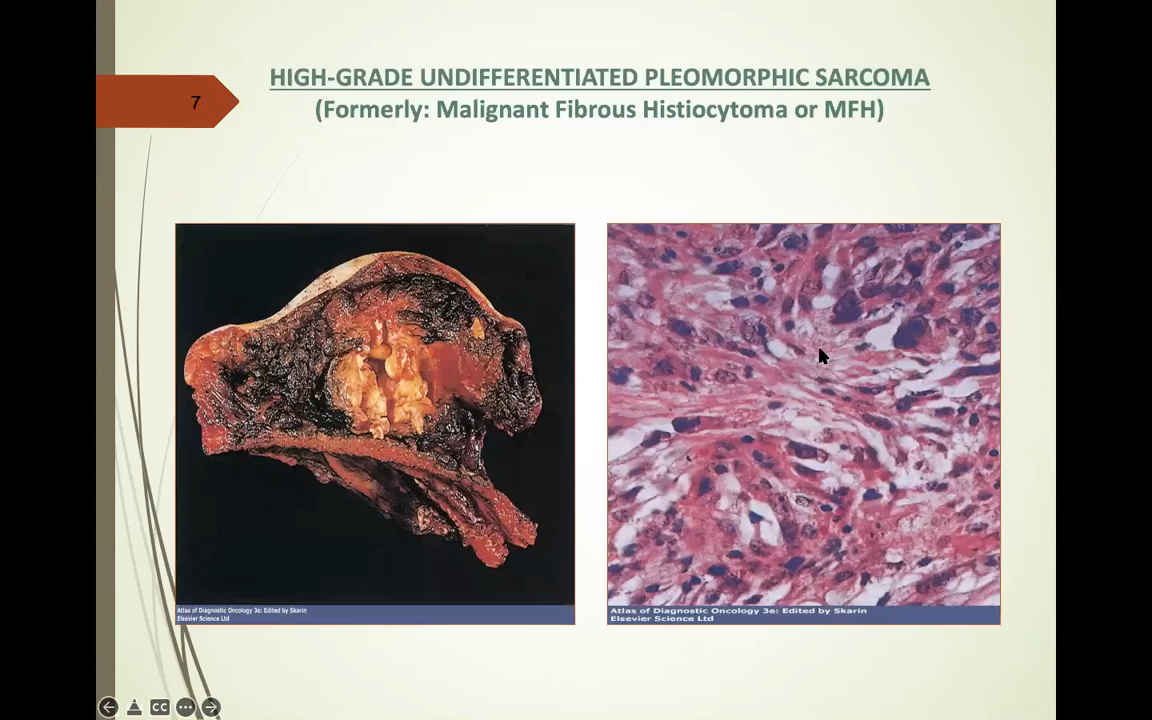 7
HIGH-GRADE UNDIFFERENTIATED PLEOMORPHIC SARCOMA
(Formerly: Malignant Fibrous Histiocytoma or MFH)
Atlas of Diagnostic Oncology 3e: Edited by Skarin
Elsevier Science Ltd
Atlas of Diagnostic Oncology 3e: Edited by Skarin
Elsevier Science Ltd
CC